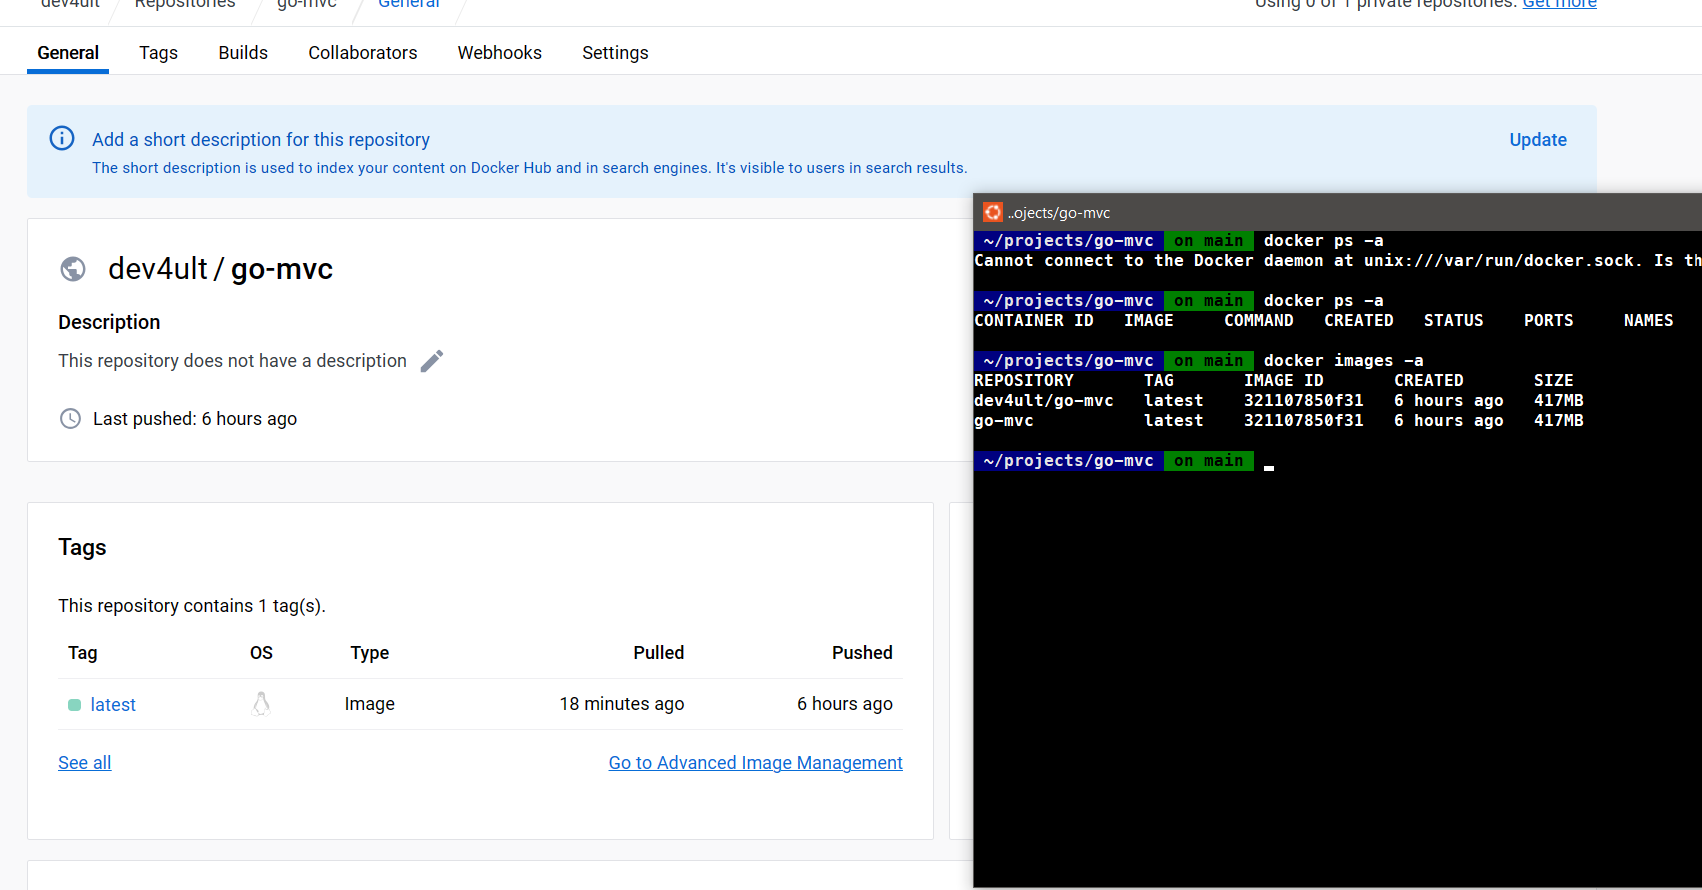 dev4ult Repositories go-mvc General Using 0 of 1 private repositories. Get more
General Tags Builds Collaborators Webhooks Settings
Add a short description for this repository Update
The short description is used to index your content on Docker Hub and in search engines. It's visible to users in search results.
dev4ult / go-mvc
Description
This repository does not have a description
Last pushed: 6 hours ago
Tags
This repository contains 1 tag(s).
Tag OS Type Pulled Pushed
latest Image 18 minutes ago 6 hours ago
See all Go to Advanced Image Management
..ojects/go-mvc
~/projects/go-mvc on main docker ps -a
Cannot connect to the Docker daemon at unix:///var/run/docker.sock. Is th
~/projects/go-mvc on main docker ps -a
CONTAINER ID IMAGE COMMAND CREATED STATUS PORTS NAMES
~/projects/go-mvc on main docker images -a
REPOSITORY TAG IMAGE ID CREATED SIZE
dev4ult/go-mvc latest 321107850f31 6 hours ago 417MB
go-mvc latest 321107850f31 6 hours ago 417MB
~/projects/go-mvc on main